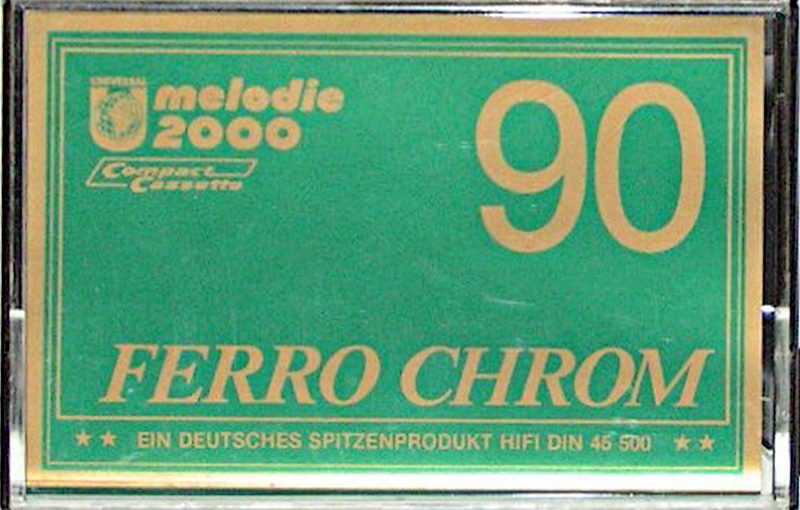 UNIVERSAL
melodie
2000
Compact
Cassette
90
FERRO CHROM
★ ★ EIN DEUTSCHES SPITZENPRODUKT HIFI DIN 45 500 ★ ★